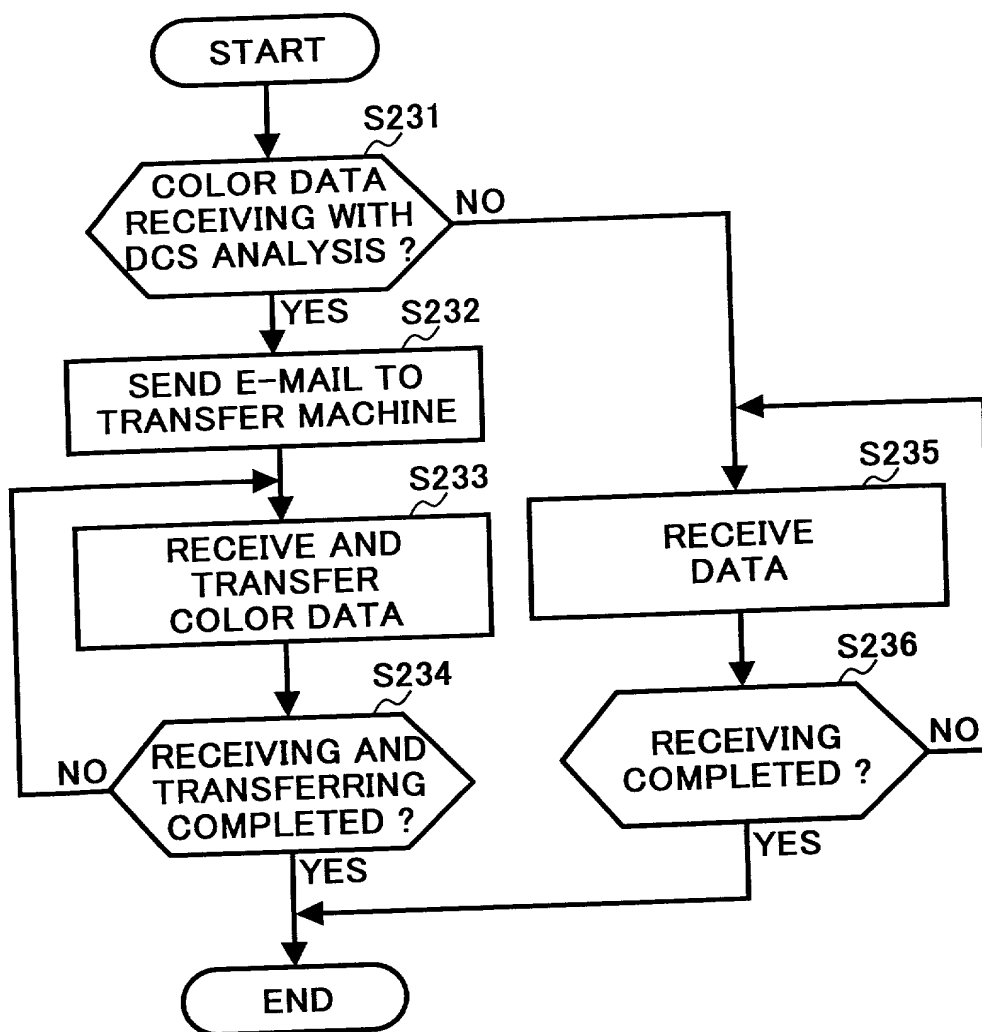 START
S231
COLOR DATA
RECEIVING WITH
DCS ANALYSIS ?
NO
YES
S232
SEND E-MAIL TO
TRANSFER MACHINE
S233
RECEIVE AND
TRANSFER
COLOR DATA
S234
RECEIVING AND
TRANSFERRING
COMPLETED ?
NO
YES
S235
RECEIVE
DATA
S236
RECEIVING
COMPLETED ?
NO
YES
END